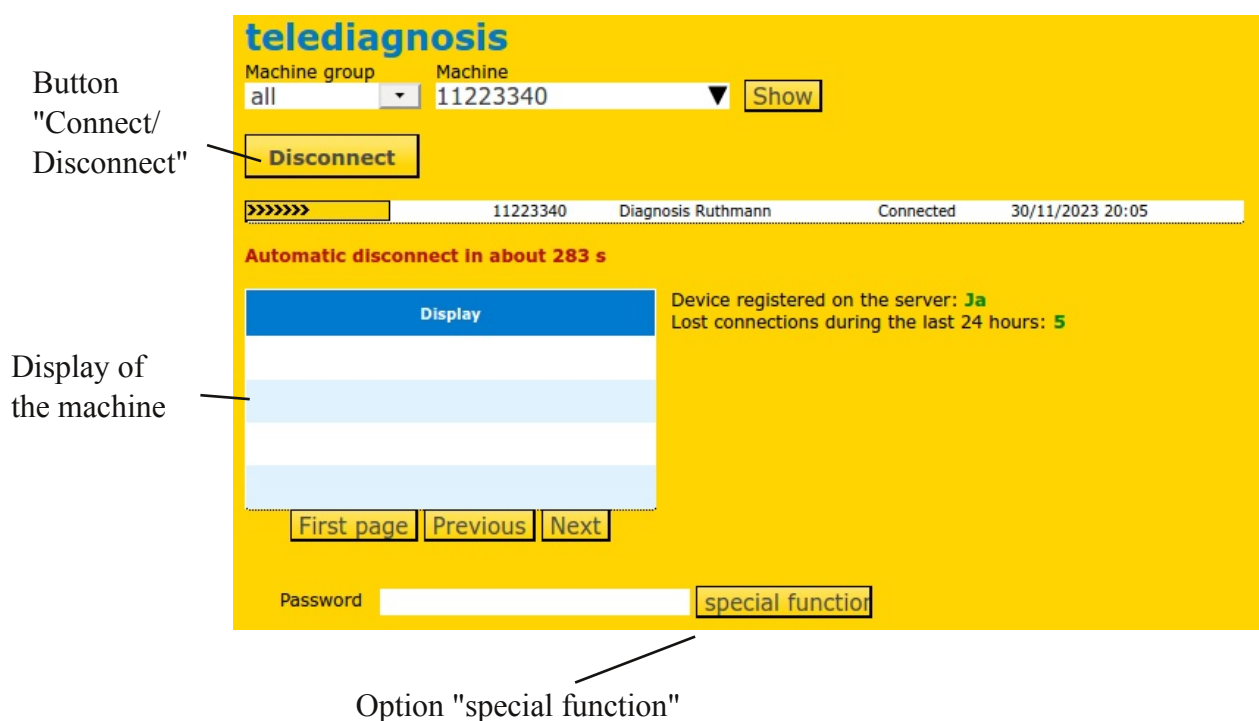 telediagnosis
Machine group Machine
all 11223340 Show
Button
"Connect/
Disconnect"
Disconnect
>>>>>>> 11223340 Diagnosis Ruthmann Connected 30/11/2023 20:05
Automatic disconnect in about 283 s
Display
Device registered on the server: Ja
Lost connections during the last 24 hours: 5
Display of
the machine
First page Previous Next
Password special function
Option "special function"